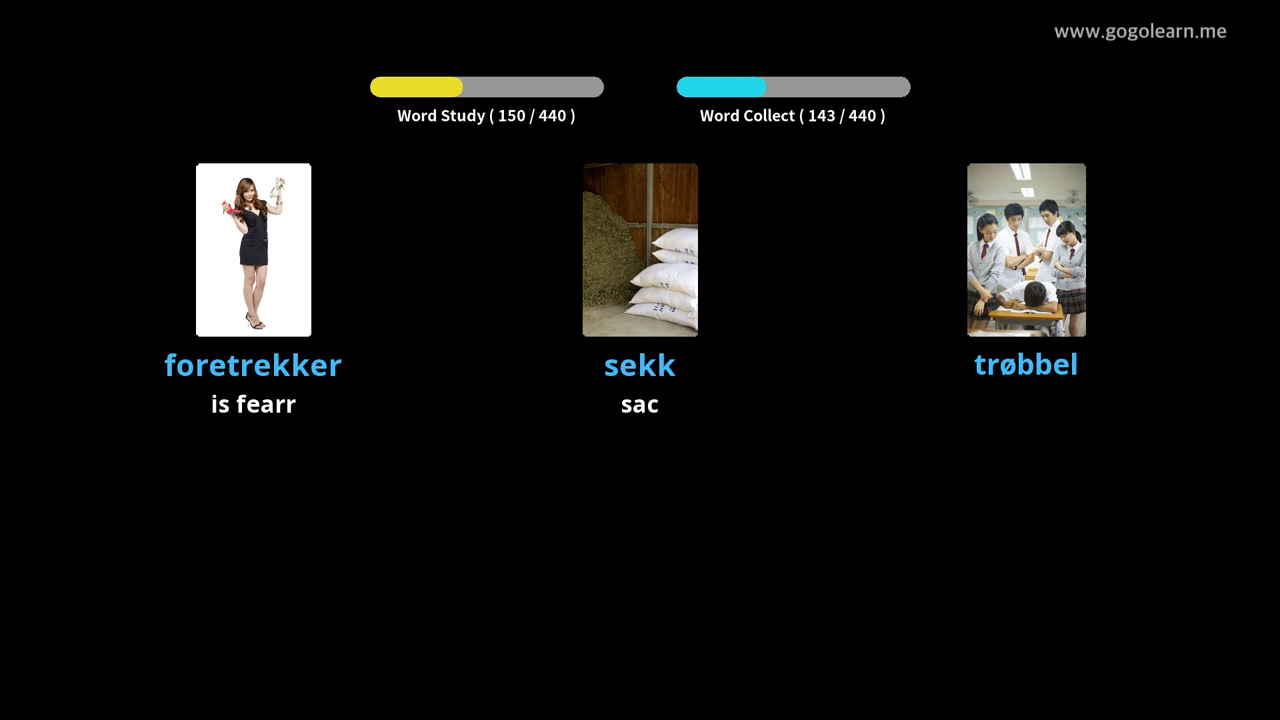 www.gogolearn.me
Word Study ( 150 / 440 )
Word Collect ( 143 / 440 )
foretrekker
is fearr
sekk
sac
trøbbel